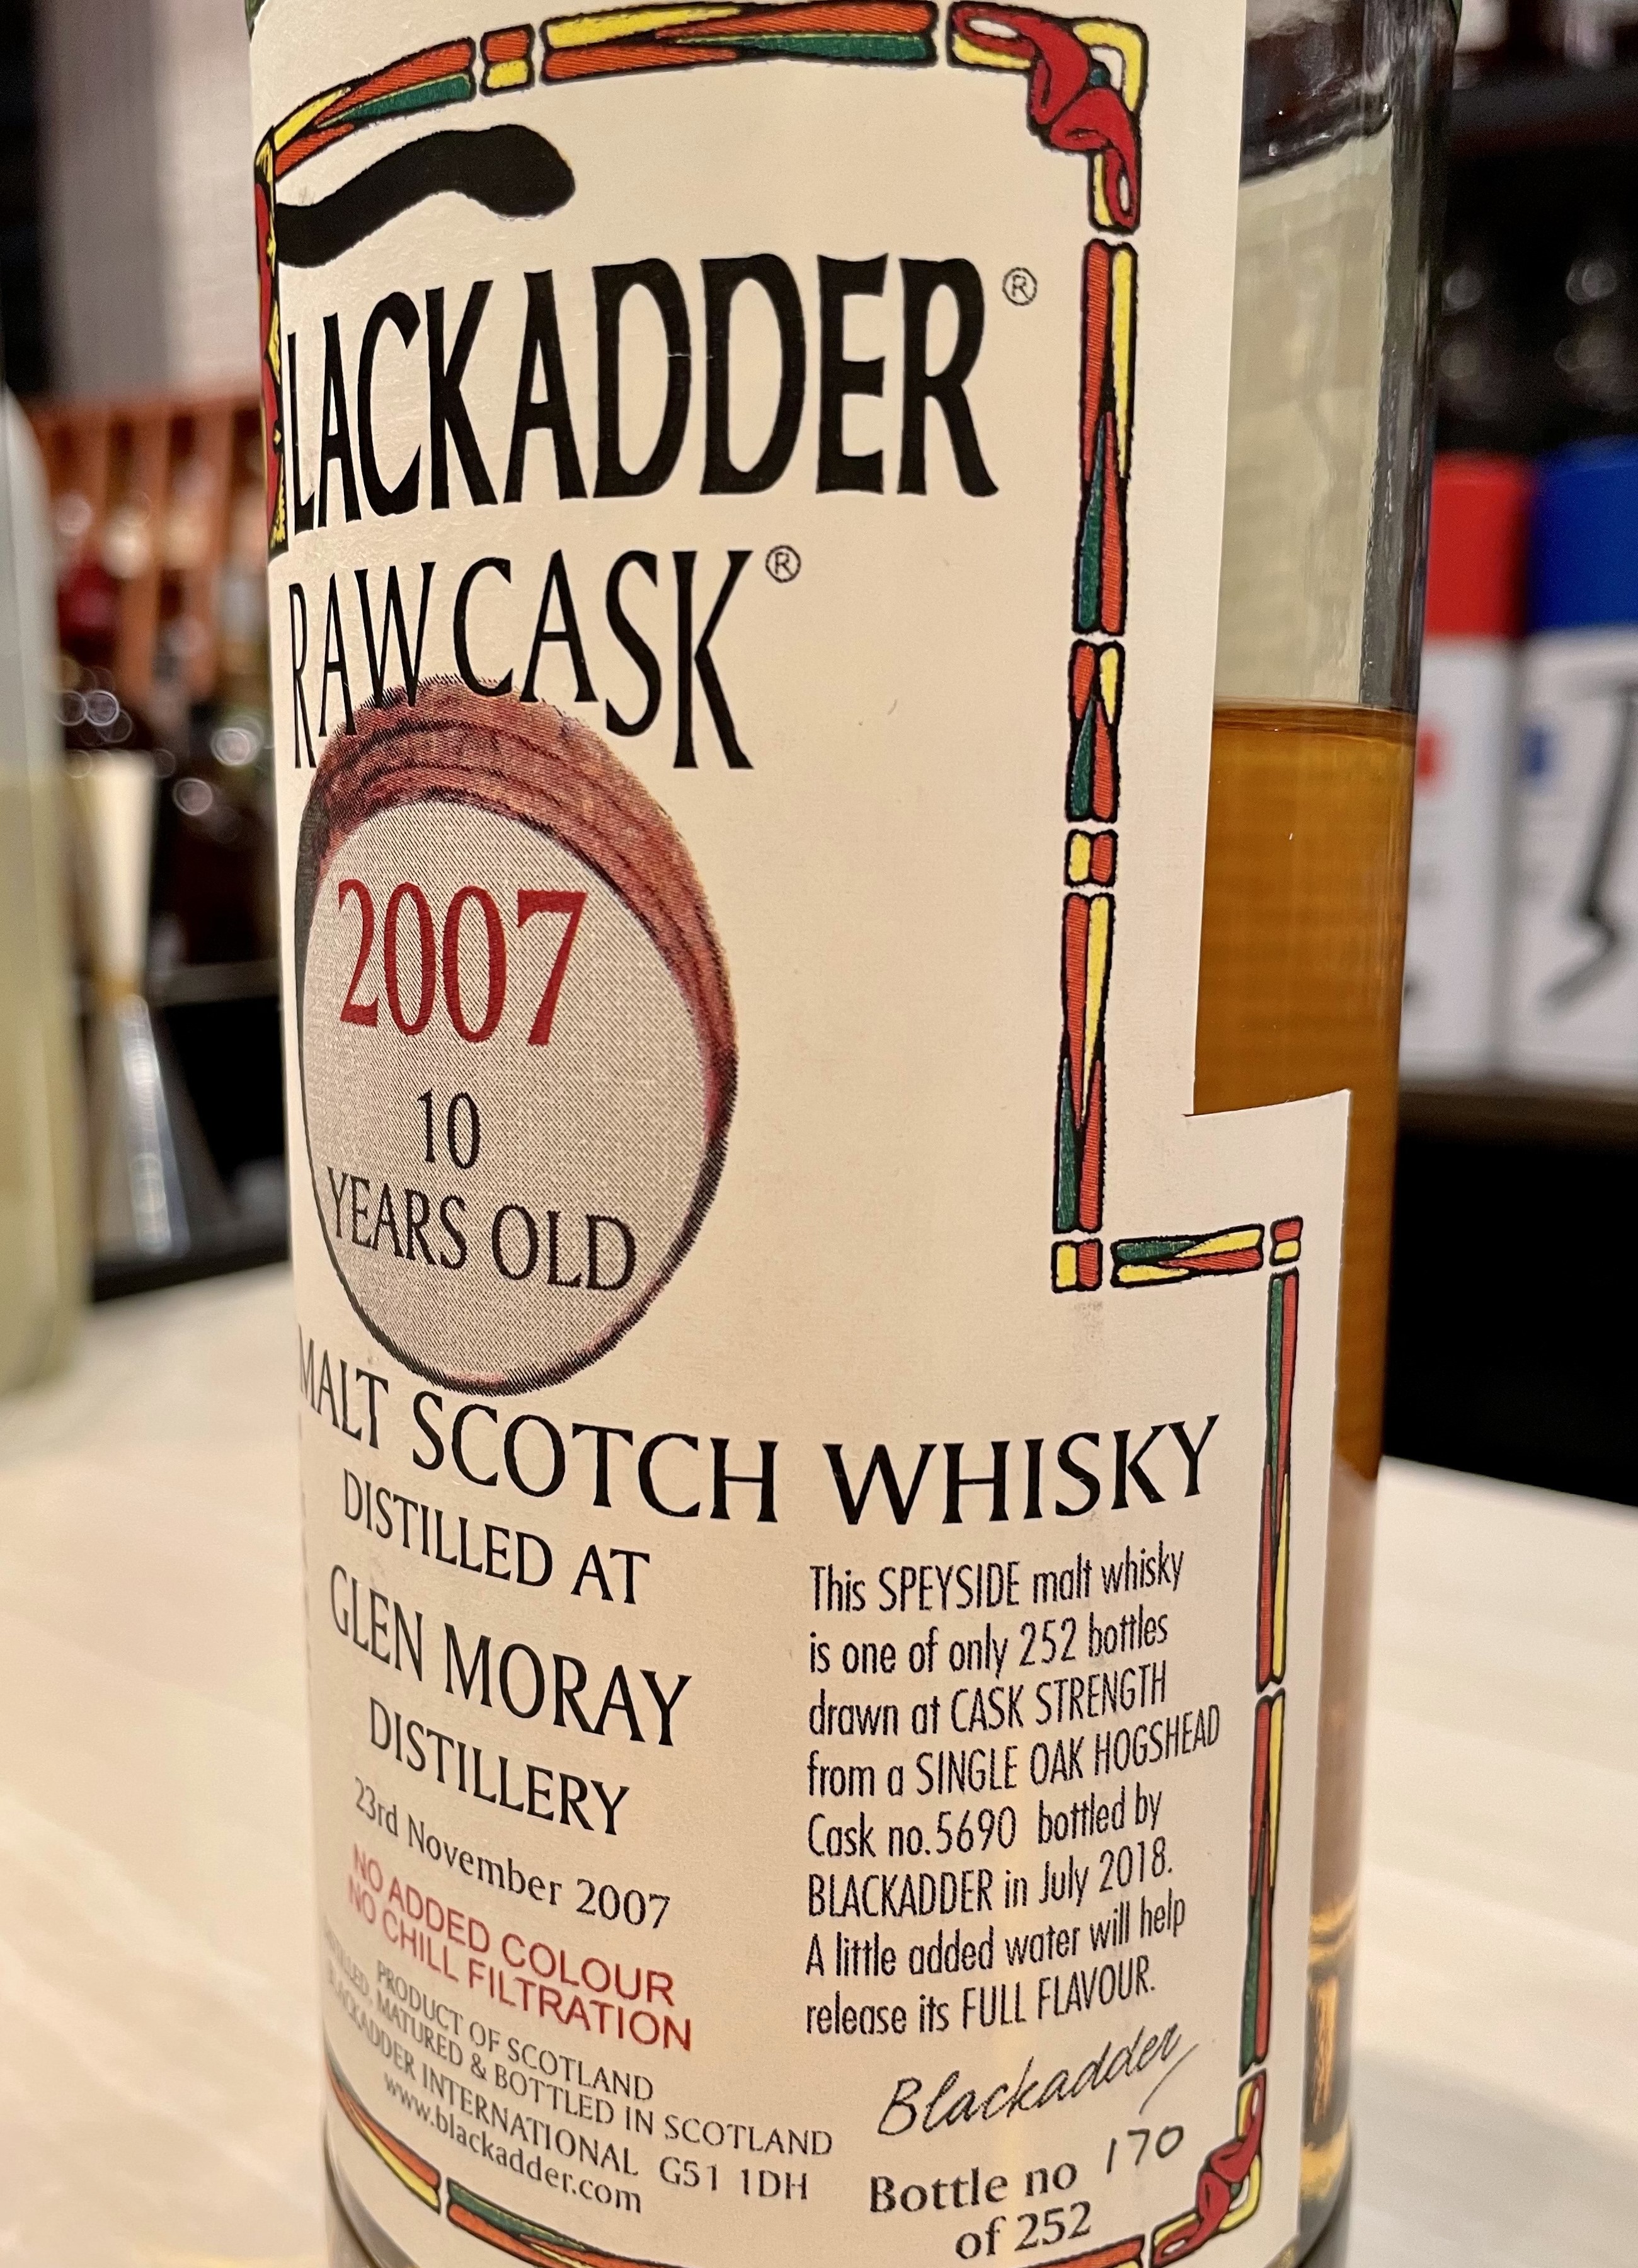 LACKADDER®
RAW CASK®
2007
10
YEARS OLD
MALT SCOTCH WHISKY
DISTILLED AT
GLEN MORAY
DISTILLERY
23rd November 2007
NO ADDED COLOUR
NO CHILL FILTRATION
PRODUCT OF SCOTLAND
MATURED & BOTTLED IN SCOTLAND
BLACKADDER INTERNATIONAL G51 1DH
www.blackadder.com
This SPEYSIDE malt whisky
is one of only 252 bottles
drawn at CASK STRENGTH
from a SINGLE OAK HOGSHEAD
Cask no.5690 bottled by
BLACKADDER in July 2018.
A little added water will help
release its FULL FLAVOUR.
Blackadder
Bottle no 170
of 252